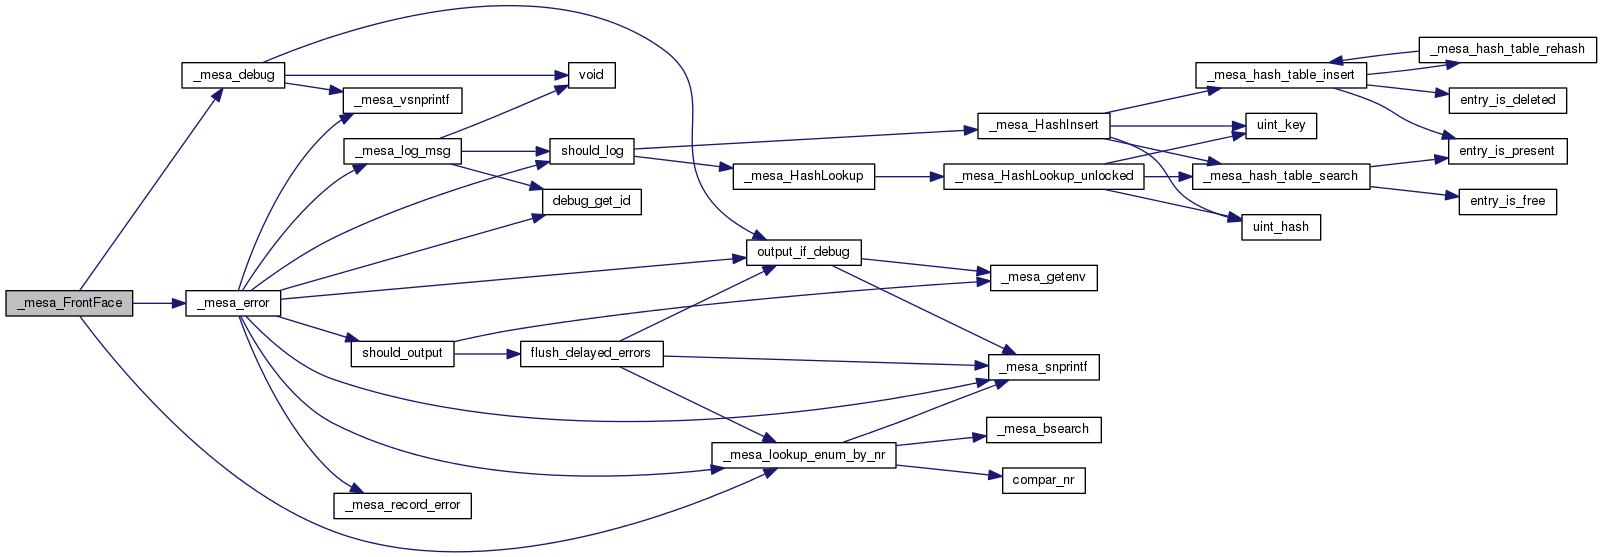 _mesa_FrontFace
_mesa_debug
_mesa_error
_mesa_vsnprintf
_mesa_log_msg
should_output
_mesa_record_error
void
should_log
debug_get_id
flush_delayed_errors
_mesa_HashLookup
output_if_debug
_mesa_lookup_enum_by_nr
_mesa_HashInsert
_mesa_HashLookup_unlocked
_mesa_getenv
_mesa_snprintf
_mesa_bsearch
compar_nr
_mesa_hash_table_insert
uint_key
_mesa_hash_table_search
uint_hash
_mesa_hash_table_rehash
entry_is_deleted
entry_is_present
entry_is_free